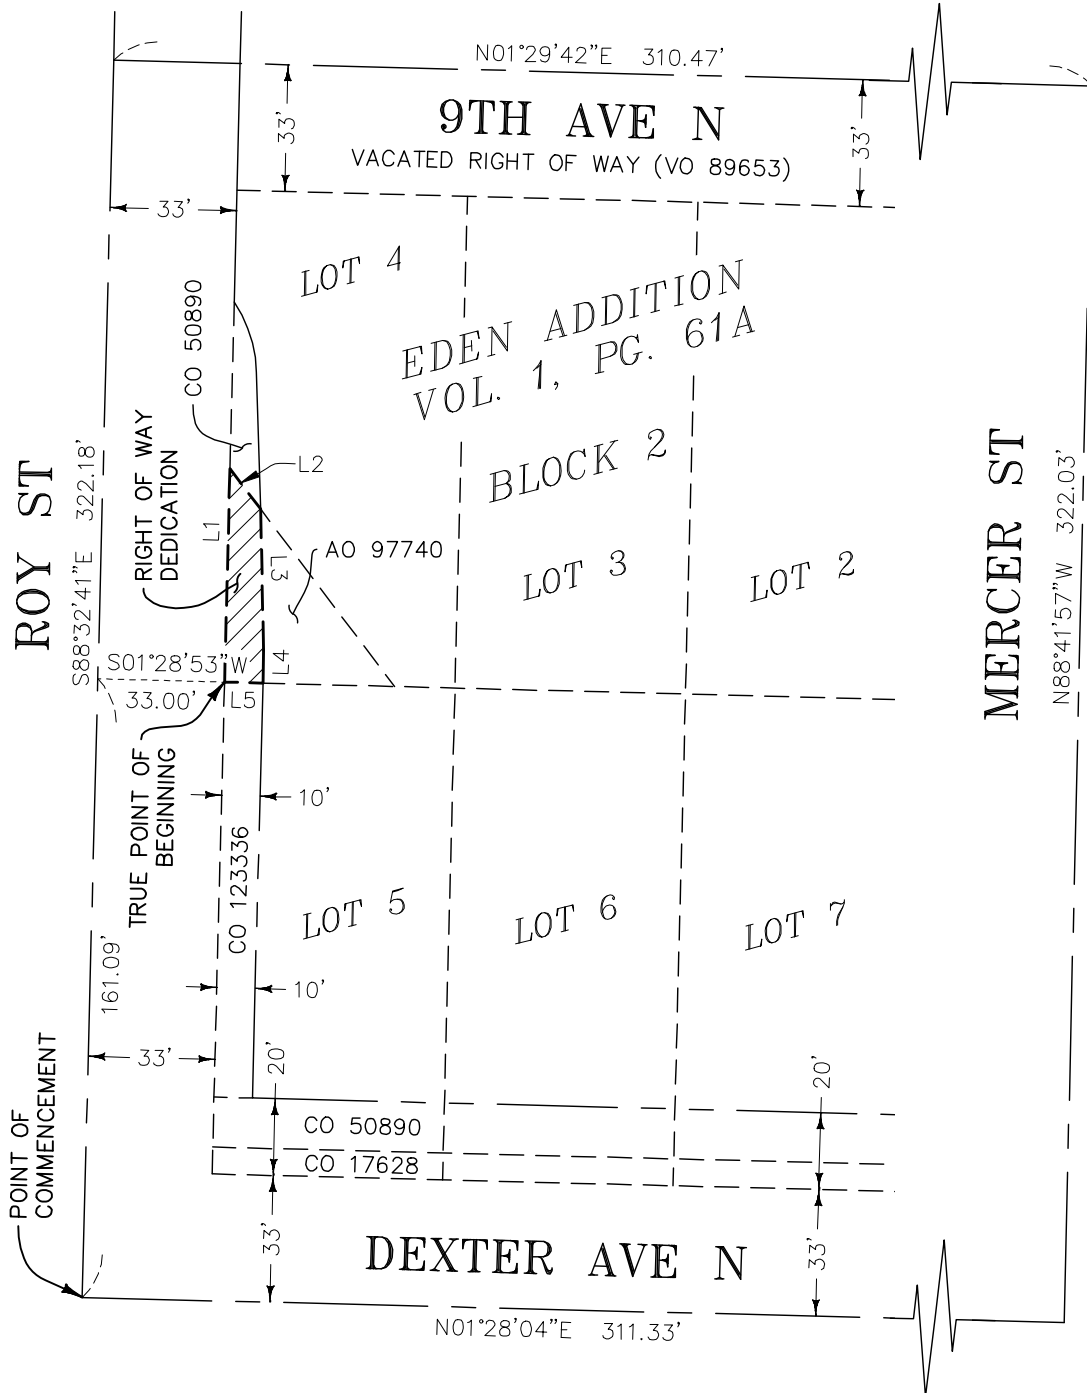 N01°29'42"E 310.47'
9TH AVE N
VACATED RIGHT OF WAY (VO 89653)
33'
33'
33'
LOT 4
EDEN ADDITION
VOL. 1, PG. 61A
BLOCK 2
CO 50890
RIGHT OF WAY
DEDICATION
L1
L2
L3
L4
L5
AO 97740
LOT 3
LOT 2
ROY ST
S88°32'41"E 322.18'
MERCER ST
N88°41'57"W 322.03'
S01°28'53"W
33.00'
TRUE POINT OF
BEGINNING
10'
CO 123336
LOT 5
LOT 6
LOT 7
161.09'
10'
33'
20'
20'
POINT OF
COMMENCEMENT
CO 50890
CO 17628
33'
33'
DEXTER AVE N
N01°28'04"E 311.33'